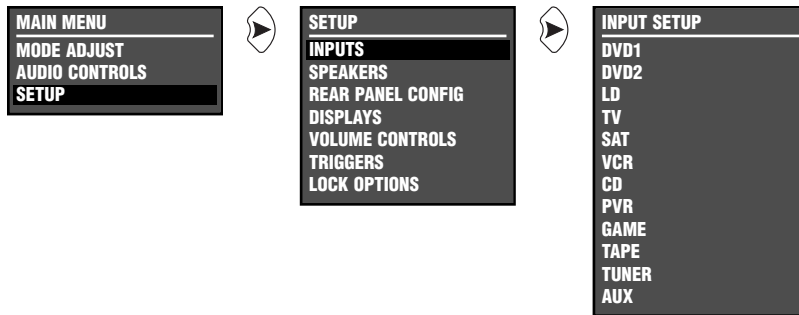 MAIN MENU
MODE ADJUST
AUDIO CONTROLS
SETUP
SETUP
INPUTS
SPEAKERS
REAR PANEL CONFIG
DISPLAYS
VOLUME CONTROLS
TRIGGERS
LOCK OPTIONS
INPUT SETUP
DVD1
DVD2
LD
TV
SAT
VCR
CD
PVR
GAME
TAPE
TUNER
AUX